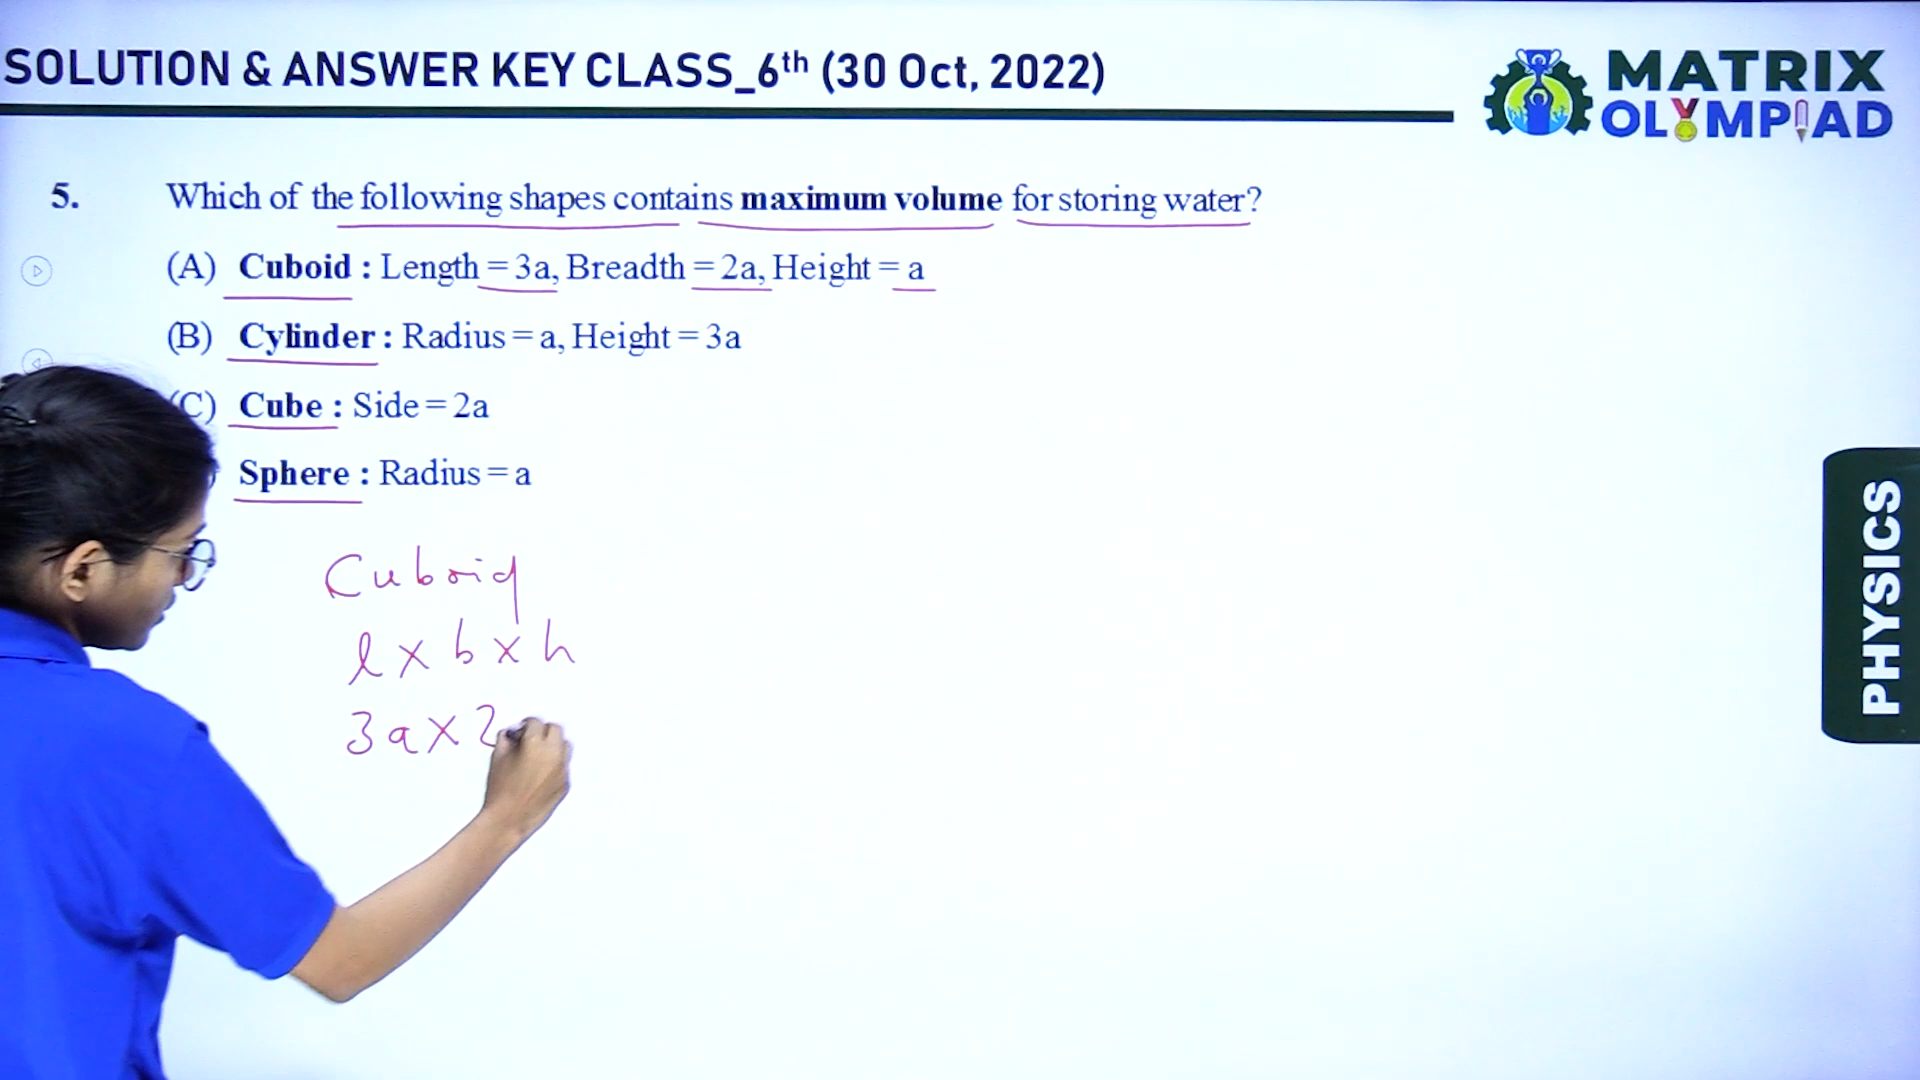 SOLUTION & ANSWER KEY CLASS_6th (30 Oct, 2022)
MATRIX
OLYMPIAD
5. Which of the following shapes contains maximum volume for storing water?
(A) Cuboid : Length = 3a, Breadth = 2a, Height = a
(B) Cylinder : Radius = a, Height = 3a
C) Cube : Side = 2a
Sphere : Radius = a
Cuboid
l × b × h
3a × 2
PHYSICS